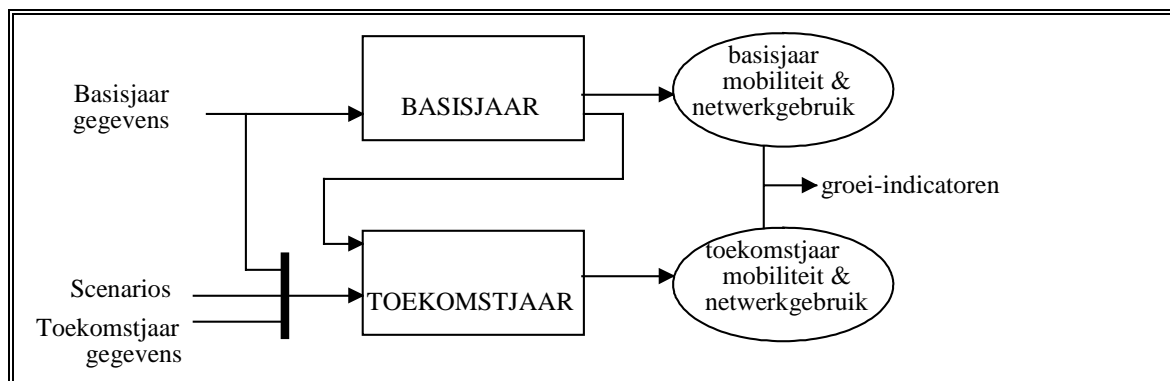 Basisjaar
gegevens
BASISJAAR
basisjaar
mobiliteit &
netwerkgebruik
groei-indicatoren
Scenarios
Toekomstjaar
gegevens
TOEKOMSTJAAR
toekomstjaar
mobiliteit &
netwerkgebruik